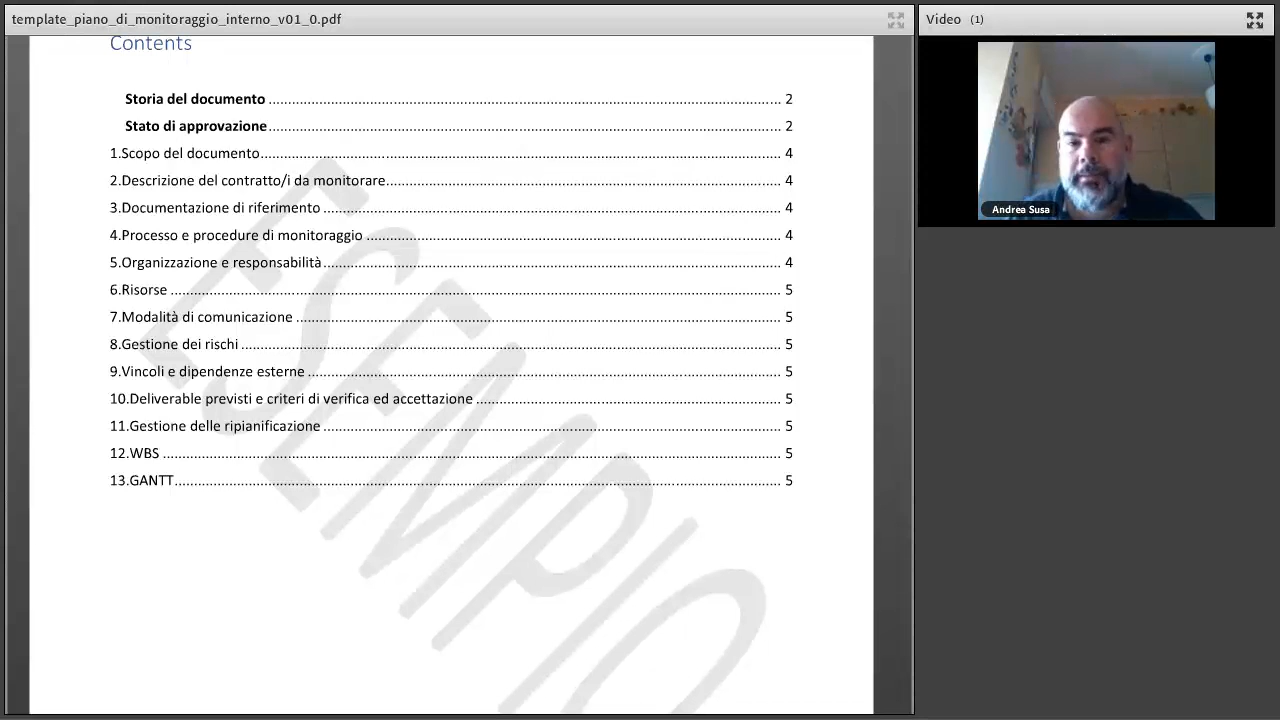 template_piano_di_monitoraggio_interno_v01_0.pdf
Video (1)
Contents
Storia del documento 2
Stato di approvazione 2
1.Scopo del documento 4
2.Descrizione del contratto/i da monitorare 4
3.Documentazione di riferimento 4
4.Processo e procedure di monitoraggio 4
5.Organizzazione e responsabilità 4
6.Risorse 5
7.Modalità di comunicazione 5
8.Gestione dei rischi 5
9.Vincoli e dipendenze esterne 5
10.Deliverable previsti e criteri di verifica ed accettazione 5
11.Gestione delle ripianificazione 5
12.WBS 5
13.GANTT 5
ESEMPIO
Andrea Susa